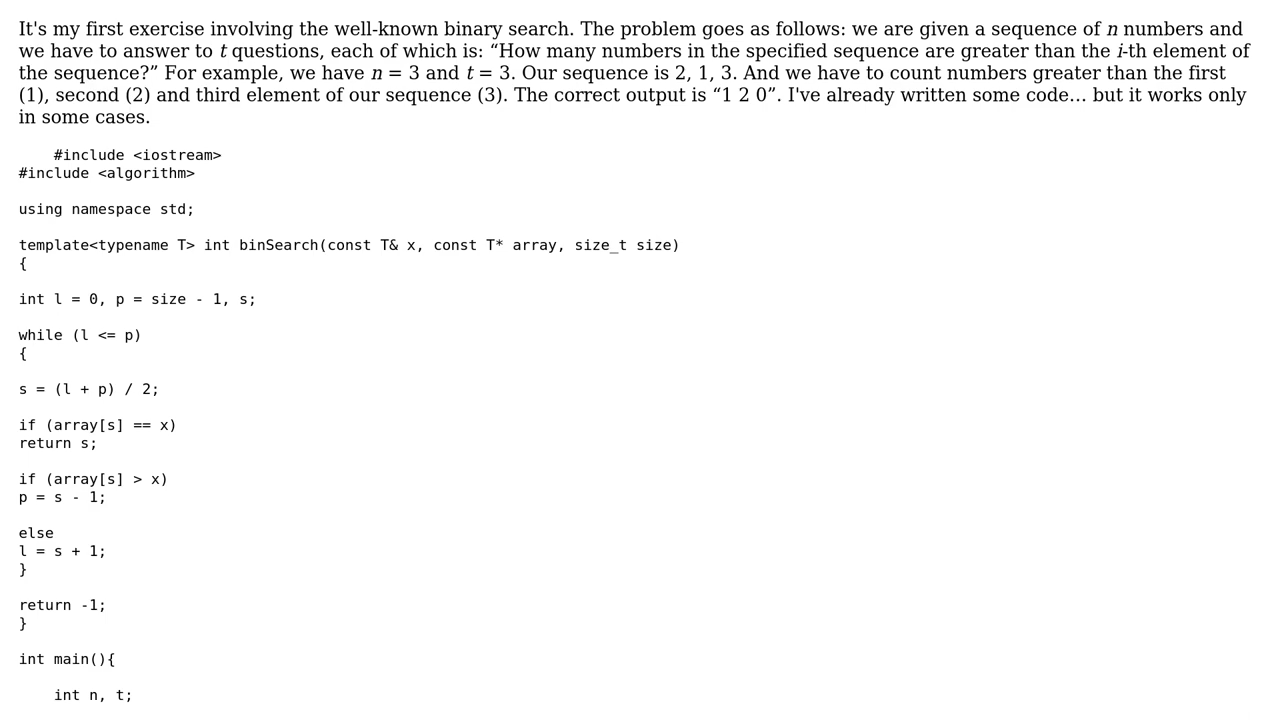 It's my first exercise involving the well-known binary search. The problem goes as follows: we are given a sequence of n numbers and
we have to answer to t questions, each of which is: “How many numbers in the specified sequence are greater than the i-th element of
the sequence?” For example, we have n = 3 and t = 3. Our sequence is 2, 1, 3. And we have to count numbers greater than the first
(1), second (2) and third element of our sequence (3). The correct output is “1 2 0”. I've already written some code… but it works only
in some cases.
    #include <iostream>
#include <algorithm>
using namespace std;
template<typename T> int binSearch(const T& x, const T* array, size_t size)
{
int l = 0, p = size - 1, s;
while (l <= p)
{
s = (l + p) / 2;
if (array[s] == x)
return s;
if (array[s] > x)
p = s - 1;
else
l = s + 1;
}
return -1;
}
int main(){
    int n, t;